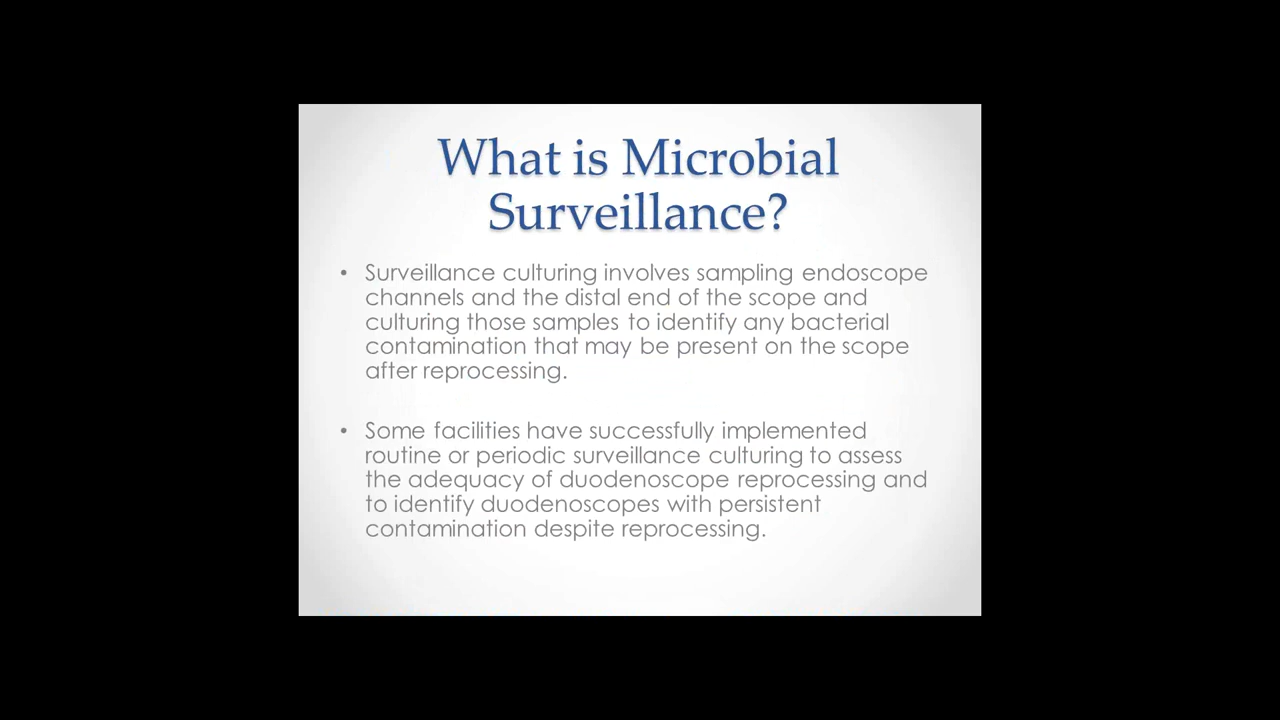 What is Microbial
Surveillance?
• Surveillance culturing involves sampling endoscope
channels and the distal end of the scope and
culturing those samples to identify any bacterial
contamination that may be present on the scope
after reprocessing.
• Some facilities have successfully implemented
routine or periodic surveillance culturing to assess
the adequacy of duodenoscope reprocessing and
to identify duodenoscopes with persistent
contamination despite reprocessing.